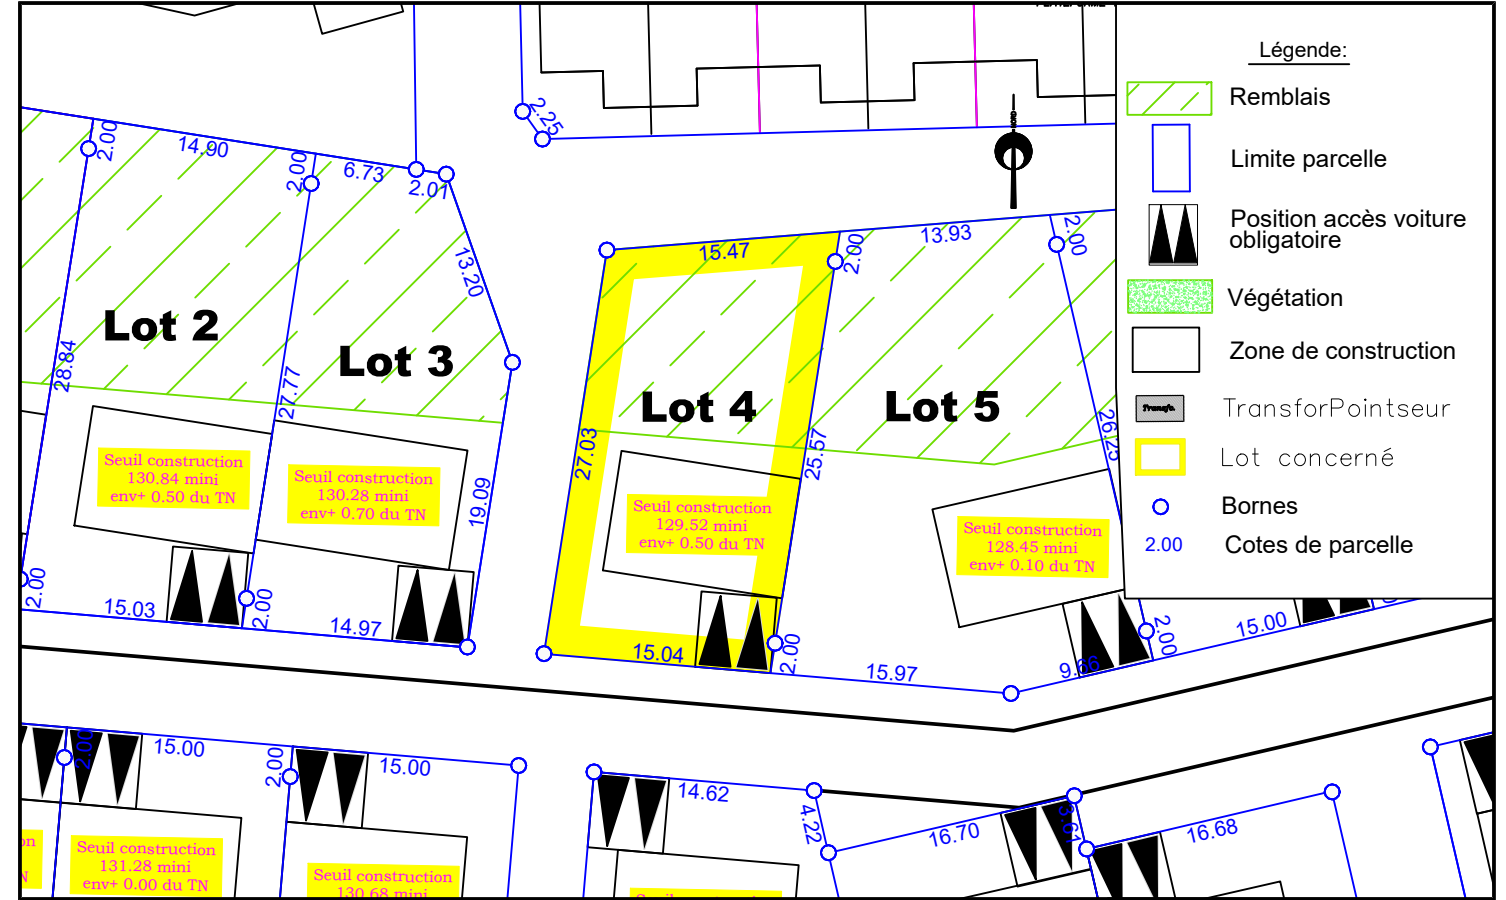 Légende:
Remblais
Limite parcelle
Position accès voiture
obligatoire
Végétation
Zone de construction
Transfo.
TransforPointseur
Lot concerné
Bornes
2.00
Cotes de parcelle
NORD
2.25
2.00
14.90
2.00
6.73
2.01
13.20
15.47
2.00
13.93
2.00
Lot 2
Lot 3
Lot 4
Lot 5
28.84
27.77
27.03
25.57
26.25
19.09
Seuil construction
130.84 mini
env+ 0.50 du TN
Seuil construction
130.28 mini
env+ 0.70 du TN
Seuil construction
129.52 mini
env+ 0.50 du TN
Seuil construction
128.45 mini
env+ 0.10 du TN
2.00
15.03
2.00
14.97
15.04
2.00
15.97
9.66
2.00
15.00
2.00
15.00
2.00
15.00
14.62
4.22
16.70
3.61
16.68
Seuil construction
131.28 mini
env+ 0.00 du TN
Seuil construction
130.68 mini